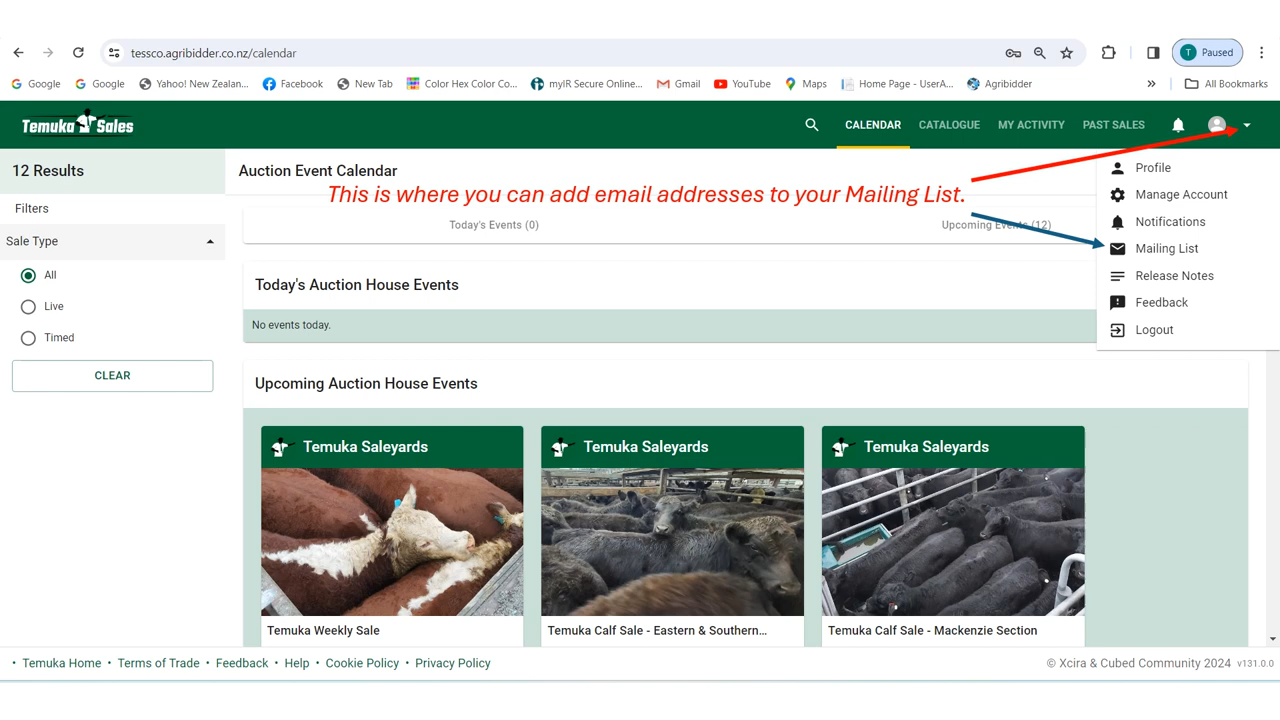 tessco.agribidder.co.nz/calendar
T Paused
Google
Google
Yahoo! New Zealan...
Facebook
New Tab
Color Hex Color Co...
myIR Secure Online...
Gmail
YouTube
Maps
Home Page - UserA...
Agribidder
All Bookmarks
Temuka Sales
CALENDAR
CATALOGUE
MY ACTIVITY
PAST SALES
12 Results
Filters
Sale Type
All
Live
Timed
CLEAR
Auction Event Calendar
This is where you can add email addresses to your Mailing List.
Today's Events (0)
Upcoming Events (12)
Profile
Manage Account
Notifications
Mailing List
Release Notes
Feedback
Logout
Today's Auction House Events
No events today.
Upcoming Auction House Events
Temuka Saleyards
Temuka Weekly Sale
Temuka Saleyards
Temuka Calf Sale - Eastern & Southern...
Temuka Saleyards
Temuka Calf Sale - Mackenzie Section
• Temuka Home • Terms of Trade • Feedback • Help • Cookie Policy • Privacy Policy
© Xcira & Cubed Community 2024 v131.0.0